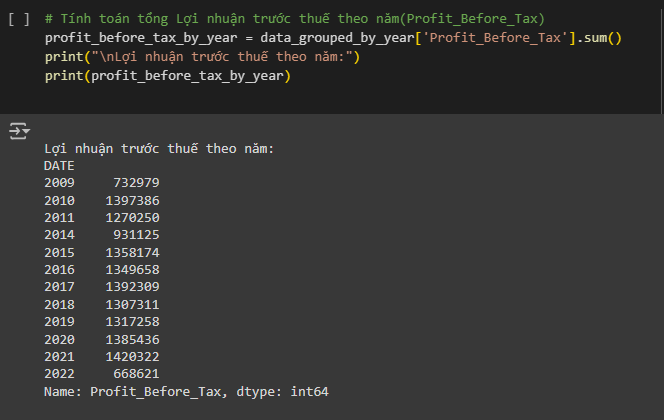 [ ] # Tính toán tổng Lợi nhuận trước thuế theo năm(Profit_Before_Tax)
profit_before_tax_by_year = data_grouped_by_year['Profit_Before_Tax'].sum()
print("\nLợi nhuận trước thuế theo năm:")
print(profit_before_tax_by_year)
Lợi nhuận trước thuế theo năm:
DATE
2009 732979
2010 1397386
2011 1270250
2014 931125
2015 1358174
2016 1349658
2017 1392309
2018 1307311
2019 1317258
2020 1385436
2021 1420322
2022 668621
Name: Profit_Before_Tax, dtype: int64